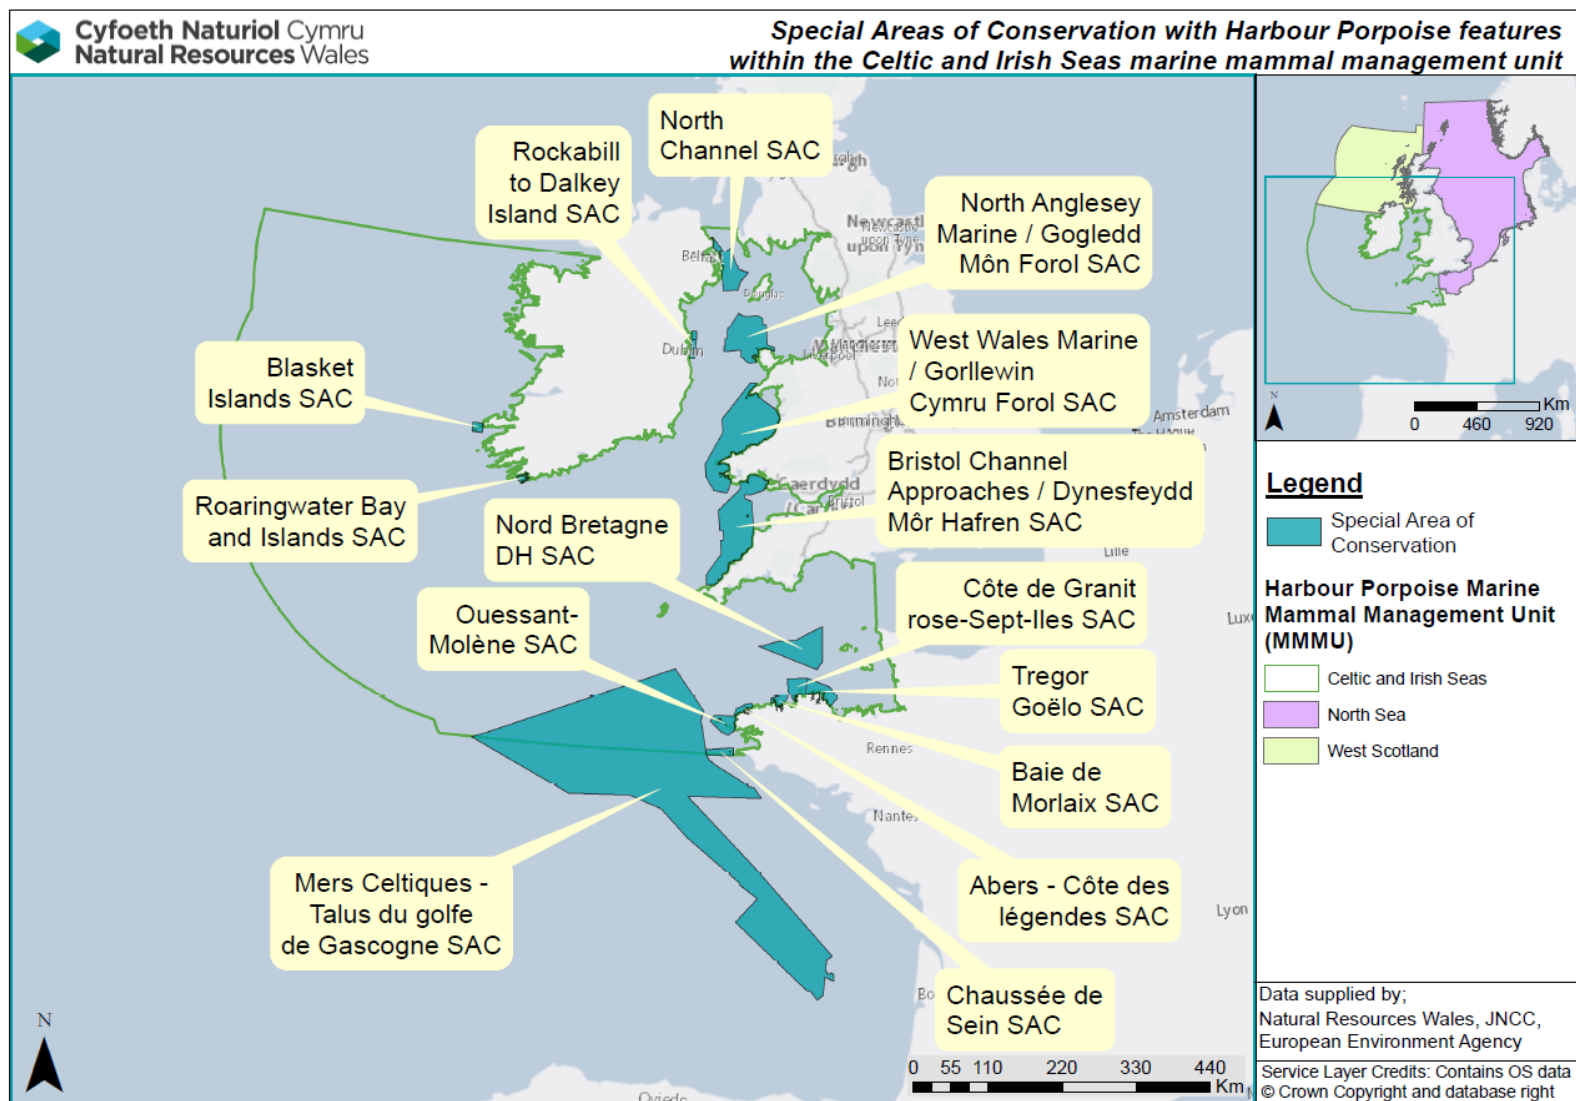 Cyfoeth Naturiol Cymru
Natural Resources Wales
Special Areas of Conservation with Harbour Porpoise features
within the Celtic and Irish Seas marine mammal management unit
North
Channel SAC
Rockabill
to Dalkey
Island SAC
North Anglesey
Marine / Gogledd
Môn Forol SAC
West Wales Marine
/ Gorllewin
Cymru Forol SAC
Blasket
Islands SAC
Bristol Channel
Approaches / Dynesfeydd
Môr Hafren SAC
Roaringwater Bay
and Islands SAC
Nord Bretagne
DH SAC
Côte de Granit
rose-Sept-Iles SAC
Ouessant-
Molène SAC
Tregor
Goëlo SAC
Baie de
Morlaix SAC
Abers - Côte des
légendes SAC
Mers Celtiques -
Talus du golfe
de Gascogne SAC
Chaussée de
Sein SAC
Newcastle
upon Tyne
Douglas
Dublin
Liverpool
Amsterdam
Bristol
Lille
Rennes
Nantes
Lyon
Oviedo
N
0 55 110 220 330 440
Km
N
Km
0 460 920
Legend
Special Area of
Conservation
Harbour Porpoise Marine
Mammal Management Unit
(MMMU)
Celtic and Irish Seas
North Sea
West Scotland
Data supplied by;
Natural Resources Wales, JNCC,
European Environment Agency
Service Layer Credits: Contains OS data
© Crown Copyright and database right